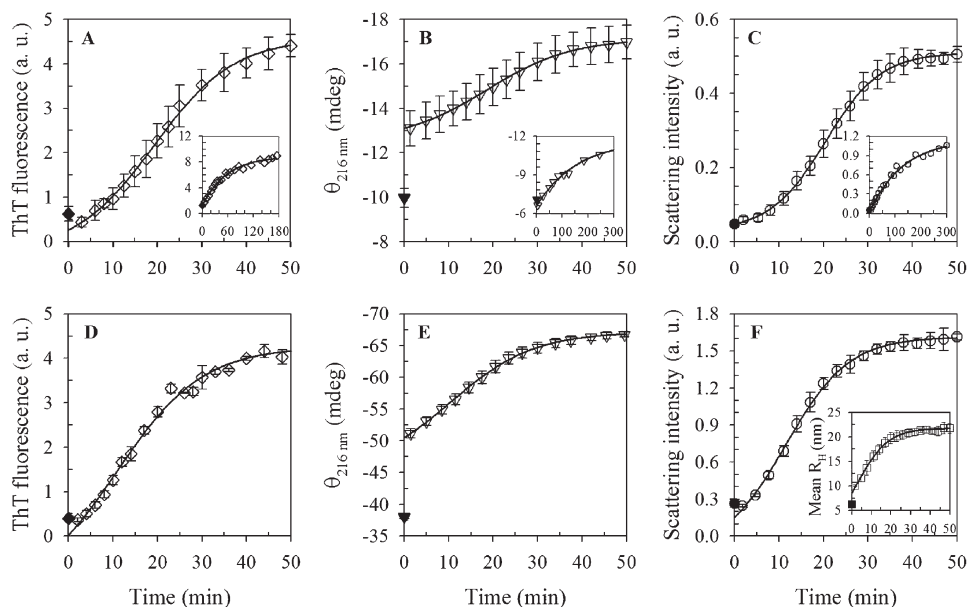 A
ThT fluorescence (a. u.)
5
4
3
2
1
0
0 10 20 30 40 50
12
8
4
0
0 60 120 180
B
θ216 nm (mdeg)
-18
-16
-14
-12
-10
-8
0 10 20 30 40 50
-12
-9
-6
0 100 200
C
Scattering intensity (a. u.)
0.6
0.5
0.3
0.2
0.0
0 10 20 30 40 50
1.2
0.9
0.6
0.3
0.0
0 100 200 300
D
ThT fluorescence (a. u.)
5
4
3
2
1
0
0 10 20 30 40 50
Time (min)
E
θ216 nm (mdeg)
-70
-65
-60
-55
-50
-45
-40
-35
0 10 20 30 40 50
Time (min)
F
Scattering intensity (a. u.)
1.8
1.5
1.2
0.9
0.6
0.3
0.0
0 10 20 30 40 50
Time (min)
Mean RH (nm)
25
20
15
10
5
0 10 20 30 40 50